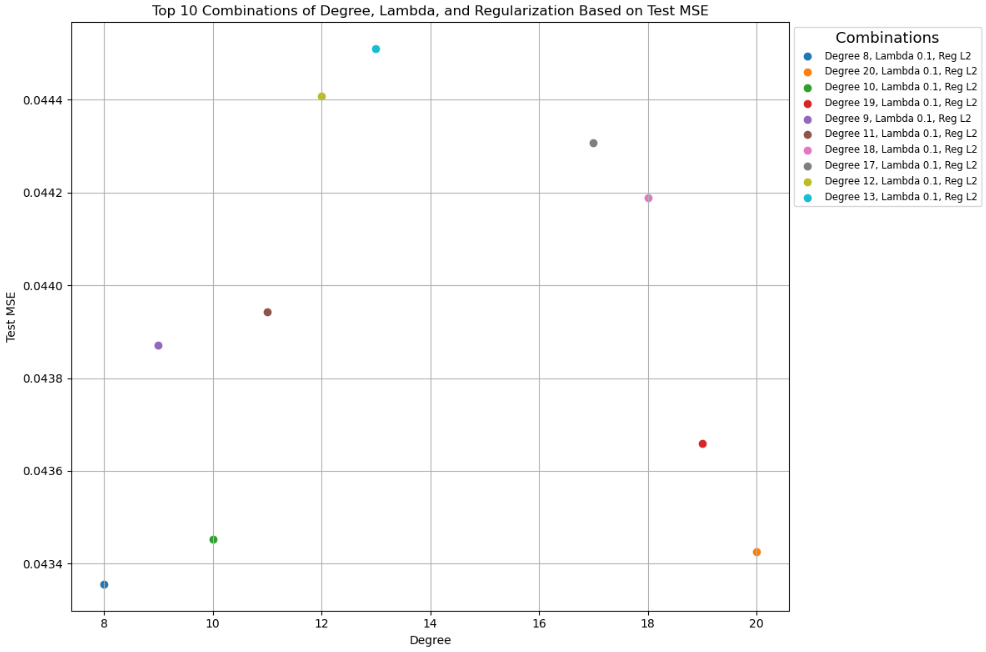 Top 10 Combinations of Degree, Lambda, and Regularization Based on Test MSE
Combinations
Degree 8, Lambda 0.1, Reg L2
Degree 20, Lambda 0.1, Reg L2
Degree 10, Lambda 0.1, Reg L2
Degree 19, Lambda 0.1, Reg L2
Degree 9, Lambda 0.1, Reg L2
Degree 11, Lambda 0.1, Reg L2
Degree 18, Lambda 0.1, Reg L2
Degree 17, Lambda 0.1, Reg L2
Degree 12, Lambda 0.1, Reg L2
Degree 13, Lambda 0.1, Reg L2
Test MSE
0.0444
0.0442
0.0440
0.0438
0.0436
0.0434
8 10 12 14 16 18 20
Degree